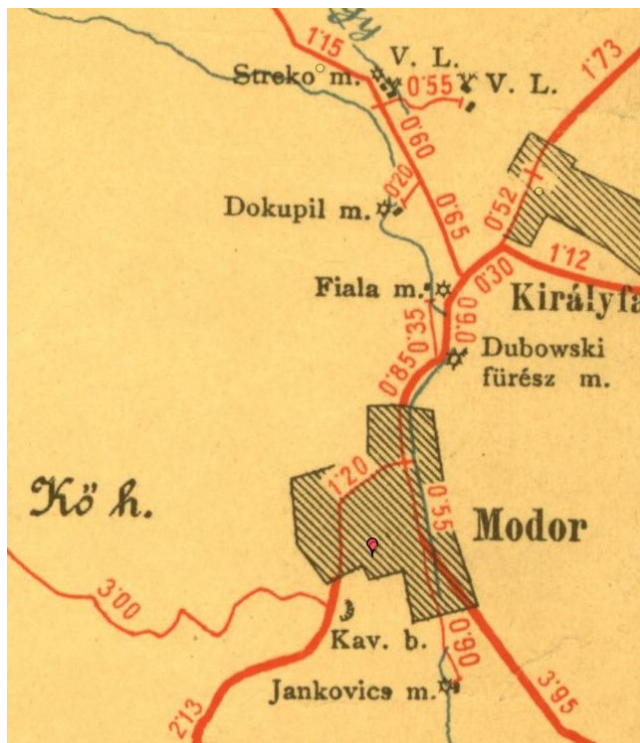 1·15
V. L.
Streko m.
0·55
V. L.
1·73
0·60
0·20
Dokupil m.
0·65
0·52
0·30
1·12
Fiala m.
Királyfa
0·35
0·60
Dubowski
fürész m.
0·85
1·20
Kő h.
0·55
Modor
3·00
Kav. b.
0·60
Jankovics m.
3·95
2·13